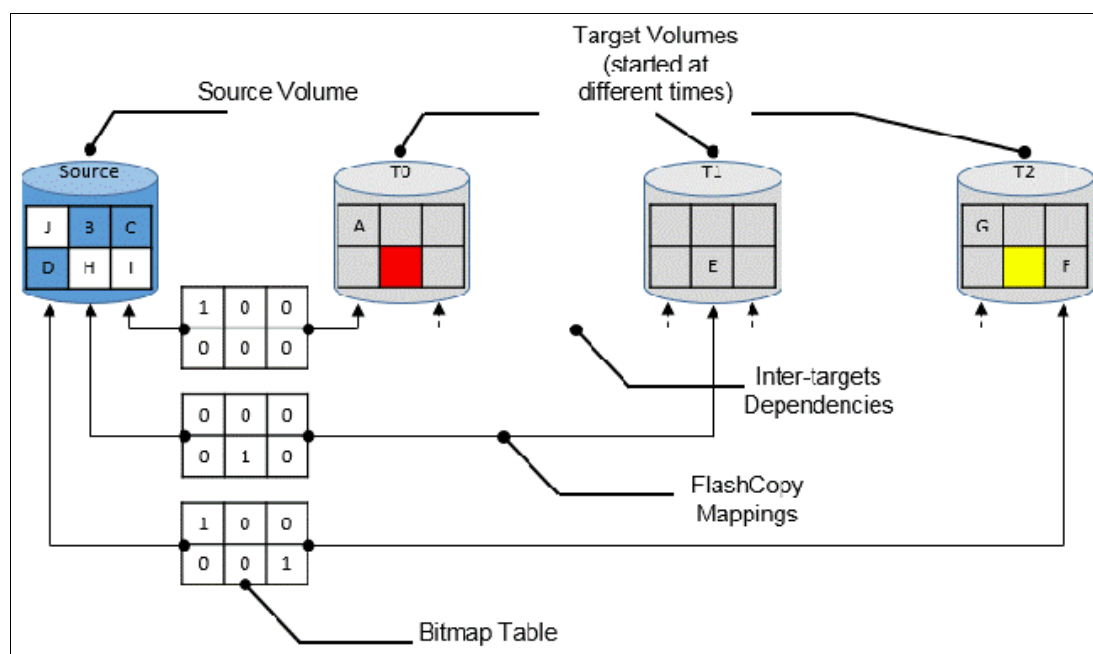 Target Volumes
(started at
different times)
Source Volume
Source
T0
T1
T2
J B C
D H I
A
E
G
F
1 0 0
0 0 0
Inter-targets
Dependencies
0 0 0
0 1 0
FlashCopy
Mappings
1 0 0
0 0 1
Bitmap Table